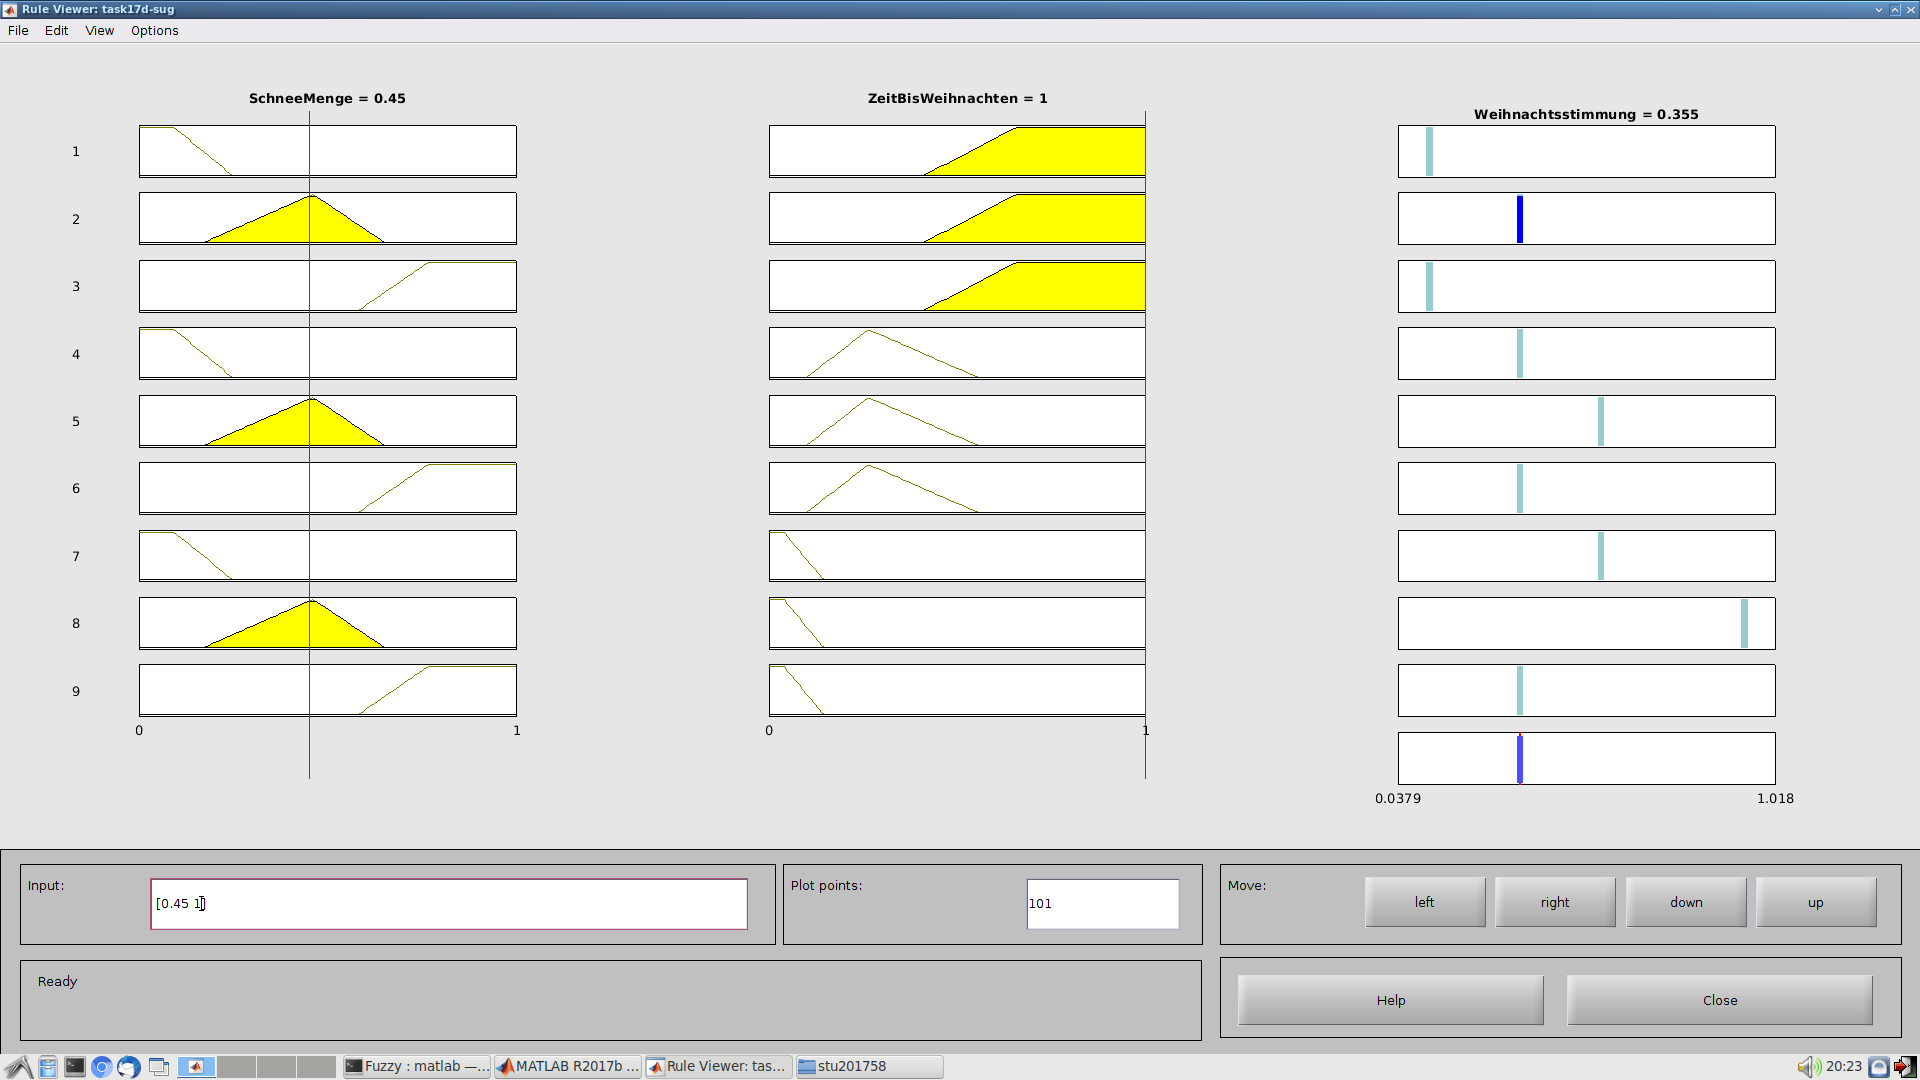 Rule Viewer: task17d-sug
File Edit View Options
SchneeMenge = 0.45
ZeitBisWeihnachten = 1
Weihnachtsstimmung = 0.355
1
2
3
4
5
6
7
8
9
0 1
0 1
0.0379 1.018
Input:
[0.45 1]
Plot points:
101
Move:
left
right
down
up
Ready
Help
Close
Fuzzy : matlab —...
MATLAB R2017b ...
Rule Viewer: tas...
stu201758
20:23